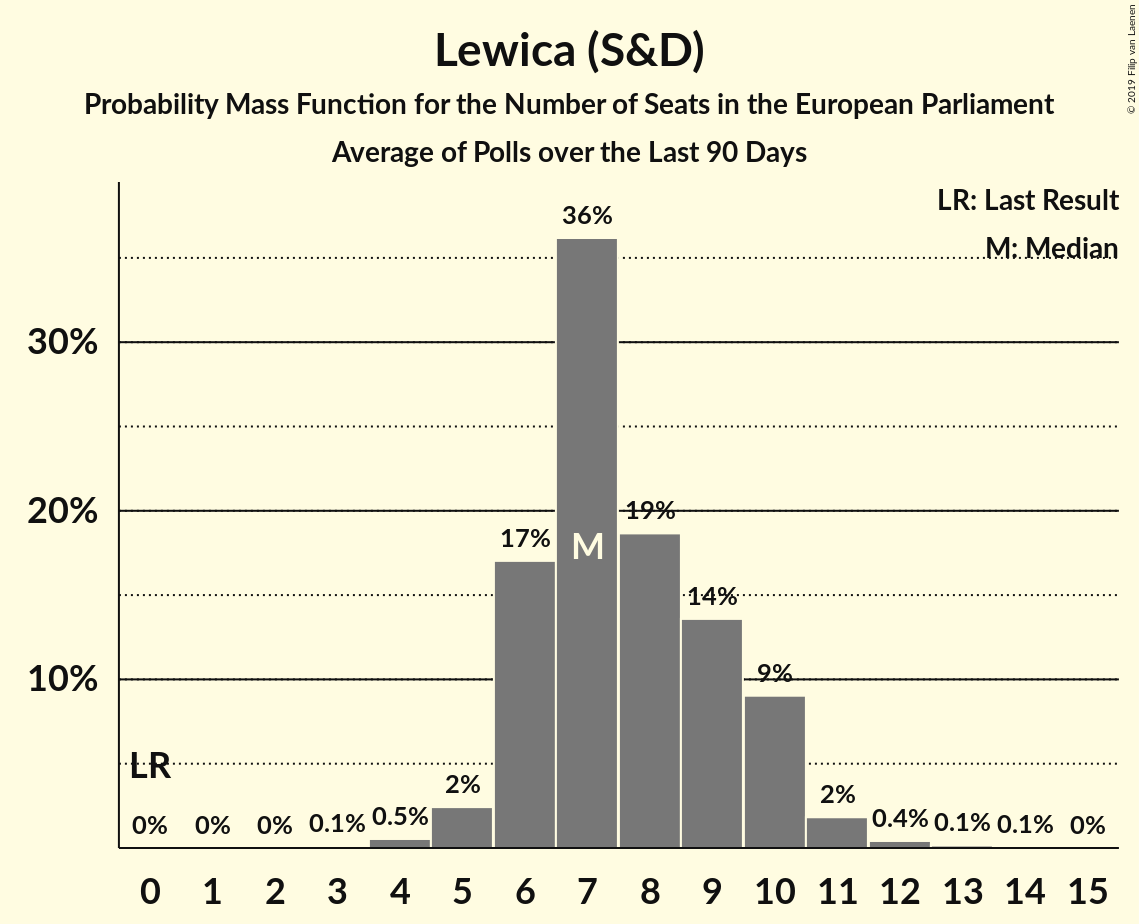 Lewica (S&D)
Probability Mass Function for the Number of Seats in the European Parliament
Average of Polls over the Last 90 Days
© 2019 Filip van Laenen
LR: Last Result
M: Median
30%
20%
10%
36%
19%
17%
M
14%
9%
LR
2%
2%
0% 0% 0% 0.1% 0.5% 0.4% 0.1% 0.1% 0%
0 1 2 3 4 5 6 7 8 9 10 11 12 13 14 15